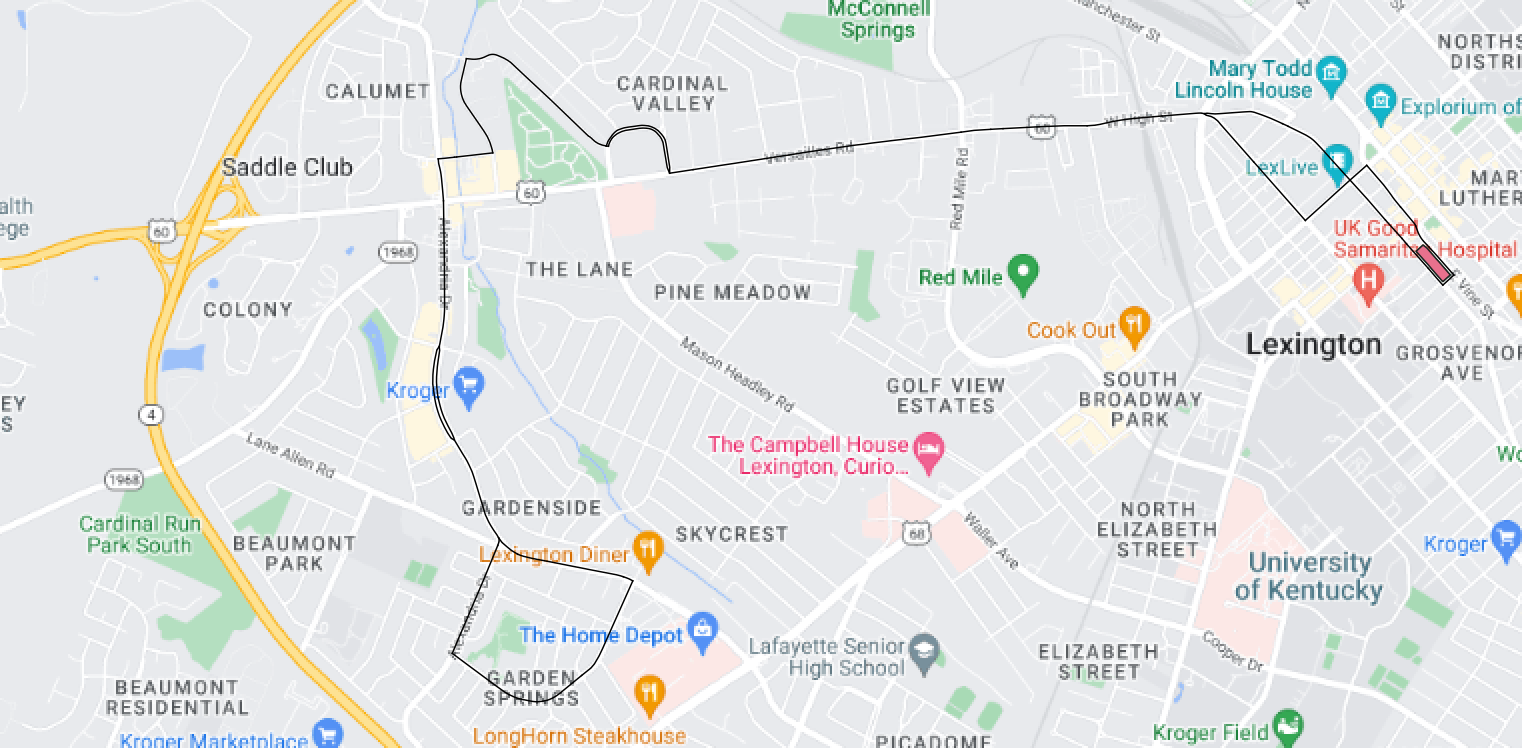 McConnell
Springs
Manchester St
St
NORTHS
DISTRI
CALUMET
CARDINAL
VALLEY
Mary Todd
Lincoln House
Explorium of
60
W High St
Versailles Rd
LexLive
Saddle Club
60
MAR
LUTHER
Red Mile Rd
alth
ege
60
1968
Alexandria Dr
UK Good
Samaritan Hospital
THE LANE
PINE MEADOW
Red Mile
E Vine St
COLONY
Cook Out
Lexington
GROSVENOR
AVE
Mason Headley Rd
Kroger
GOLF VIEW
ESTATES
SOUTH
BROADWAY
PARK
EY
S
4
The Campbell House
Lexington, Curio...
Wo
Lane Allen Rd
1968
GARDENSIDE
Cardinal Run
Park South
SKYCREST
68
Waller Ave
NORTH
ELIZABETH
STREET
Kroger
BEAUMONT
PARK
Lexington Diner
University
of Kentucky
Alexandria Dr
The Home Depot
Lafayette Senior
High School
ELIZABETH
STREET
Cooper Dr
GARDEN
SPRINGS
BEAUMONT
RESIDENTIAL
Kroger Marketplace
LongHorn Steakhouse
PICADOME
Kroger Field